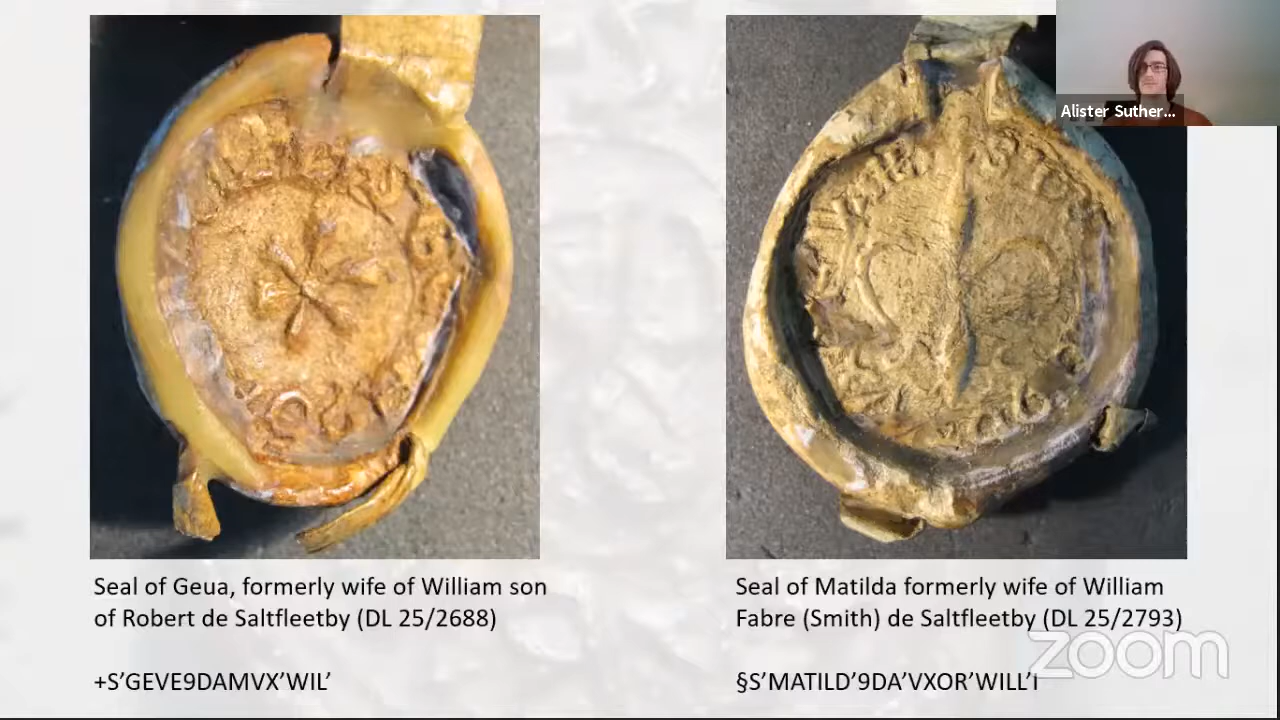 Alister Suther...
Seal of Geua, formerly wife of William son
of Robert de Saltfleetby (DL 25/2688)
+S’GEVE9DAMVX’WIL’
Seal of Matilda formerly wife of William
Fabre (Smith) de Saltfleetby (DL 25/2793)
§S’MATILD’9DA’VXOR’WILL’I
zoom